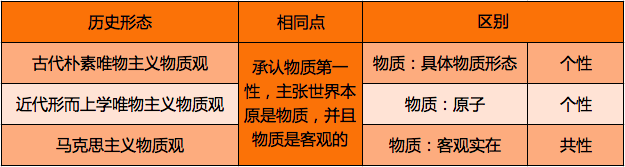 历史形态 相同点 区别
古代朴素唯物主义物质观 物质：具体物质形态 个性
近代形而上学唯物主义物质观 物质：原子 个性
马克思主义物质观 物质：客观实在 共性
承认物质第一
性，主张世界本
原是物质，并且
物质是客观的